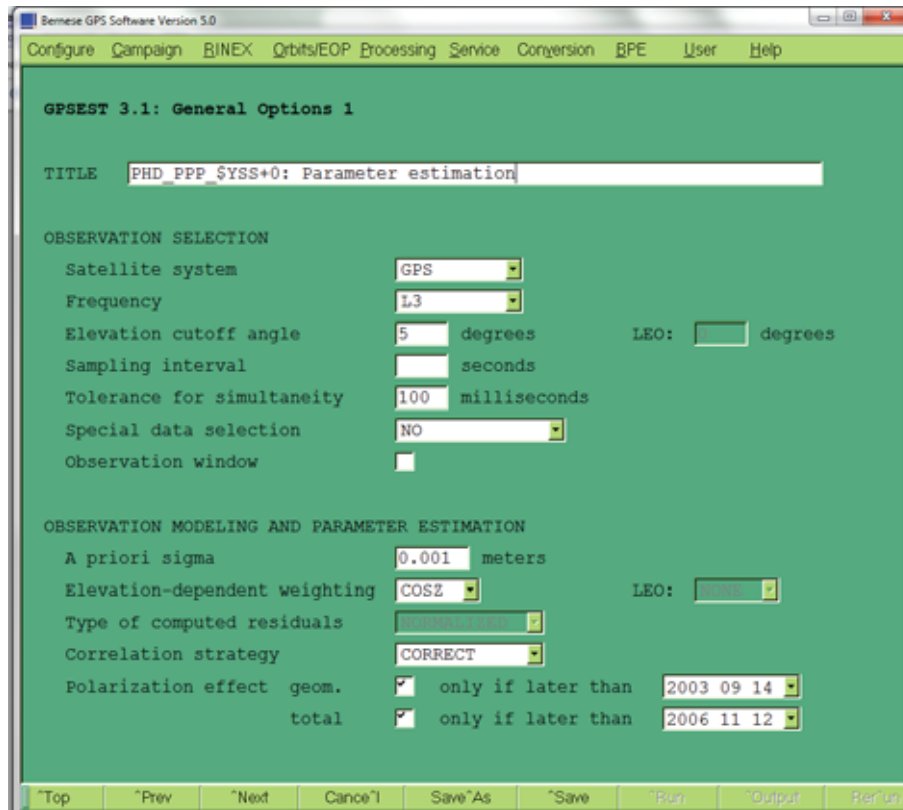 Bernese GPS Software Version 5.0
Configure Campaign RINEX Orbits/EOP Processing Service Conversion BPE User Help
GPSEST 3.1: General Options 1
TITLE PHD_PPP_$YSS+0: Parameter estimation
OBSERVATION SELECTION
Satellite system GPS
Frequency L3
Elevation cutoff angle 5 degrees LEO: degrees
Sampling interval seconds
Tolerance for simultaneity 100 milliseconds
Special data selection NO
Observation window
OBSERVATION MODELING AND PARAMETER ESTIMATION
A priori sigma 0.001 meters
Elevation-dependent weighting COSZ LEO: NONE
Type of computed residuals NORMALIZED
Correlation strategy CORRECT
Polarization effect geom. only if later than 2003 09 14
total only if later than 2006 11 12
^Top ^Prev ^Next Cance^l Save^As ^Save ^Run ^Output Rer^un